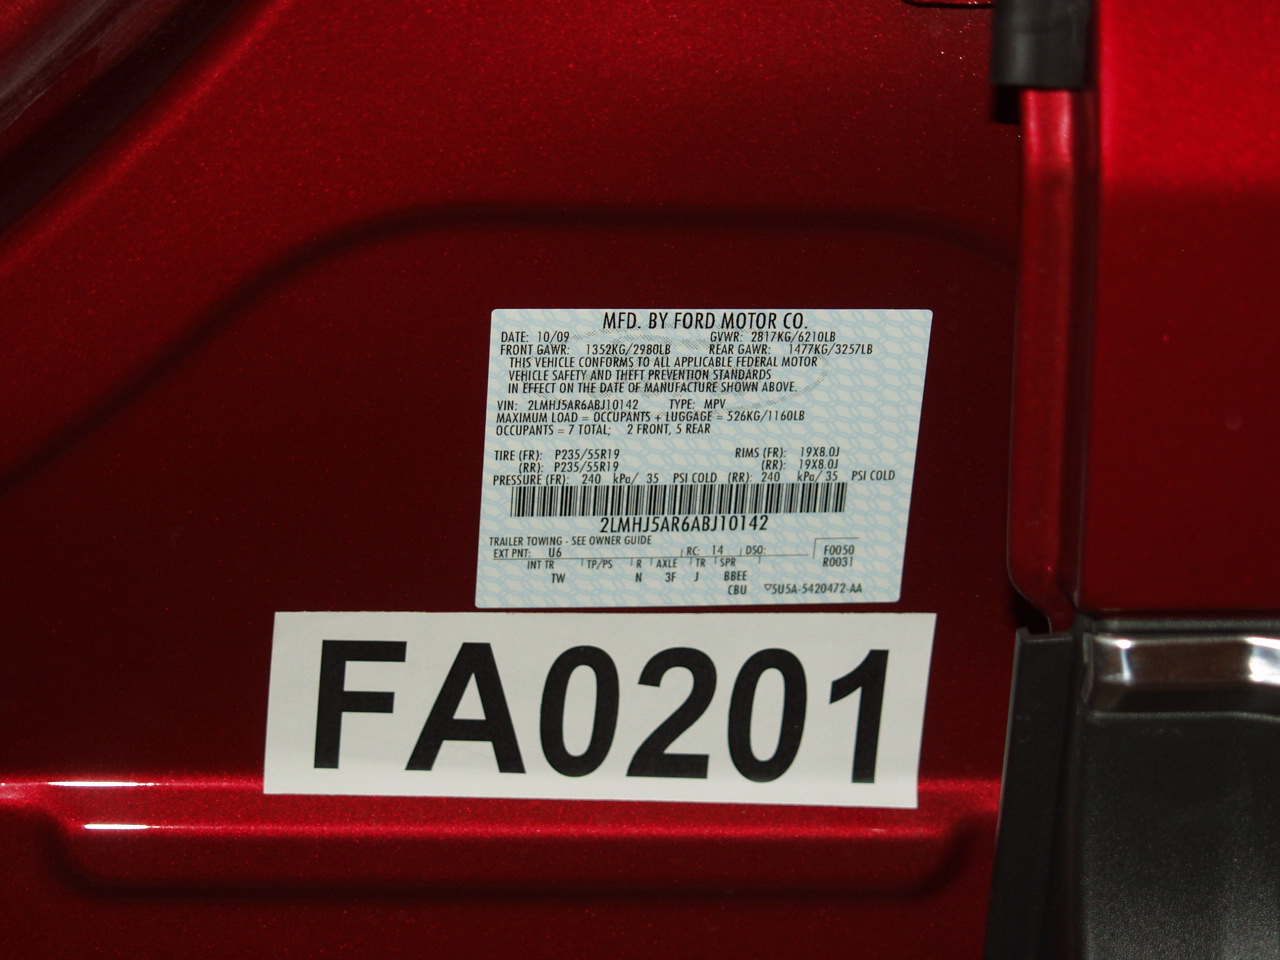 MFD. BY FORD MOTOR CO.
DATE: 10/09 GVWR: 2817KG/6210LB
FRONT GAWR: 1352KG/2980LB REAR GAWR: 1477KG/3257LB
THIS VEHICLE CONFORMS TO ALL APPLICABLE FEDERAL MOTOR
VEHICLE SAFETY AND THEFT PREVENTION STANDARDS
IN EFFECT ON THE DATE OF MANUFACTURE SHOWN ABOVE.
VIN: 2LMHJ5AR6ABJ10142 TYPE: MPV
MAXIMUM LOAD = OCCUPANTS + LUGGAGE = 526KG/1160LB
OCCUPANTS = 7 TOTAL; 2 FRONT, 5 REAR
TIRE (FR): P235/55R19 RIMS (FR): 19X8.0J
(RR): P235/55R19 (RR): 19X8.0J
PRESSURE (FR): 240 kPa/ 35 PSI COLD (RR): 240 kPa/ 35 PSI COLD
2LMHJ5AR6ABJ10142
TRAILER TOWING - SEE OWNER GUIDE
EXT PNT: U6 RC: 14 DSO: F0050
INT TR TP/PS R AXLE TR SPR R0031
TW N 3F J BBEE
CBU 5U5A-5420472-AA
FA0201